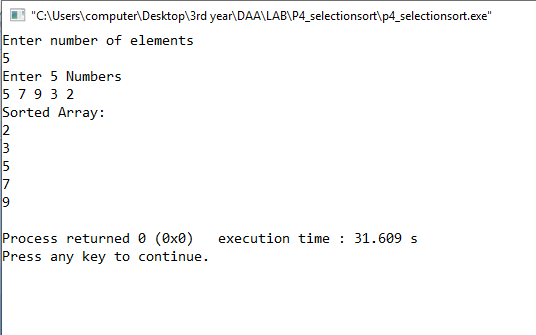 "C:\Users\computer\Desktop\3rd year\DAA\LAB\P4_selectionsort\p4_selectionsort.exe"
Enter number of elements
5
Enter 5 Numbers
5 7 9 3 2
Sorted Array:
2
3
5
7
9
Process returned 0 (0x0)   execution time : 31.609 s
Press any key to continue.